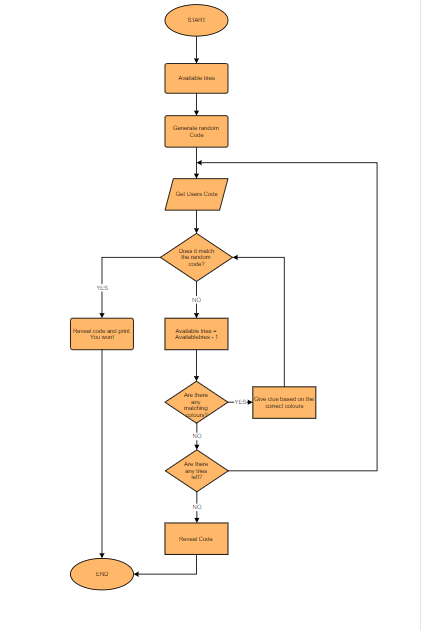 START
Available tries
Generate random
Code
Get Users Code
Does it match
the random
code?
YES
NO
Reveal code and print
You won!
Available tries =
Availabletries - 1
Are there
any
matching
colours?
YES
Give clue based on the
correct colours
NO
Are there
any tries
left?
NO
Reveal Code
END